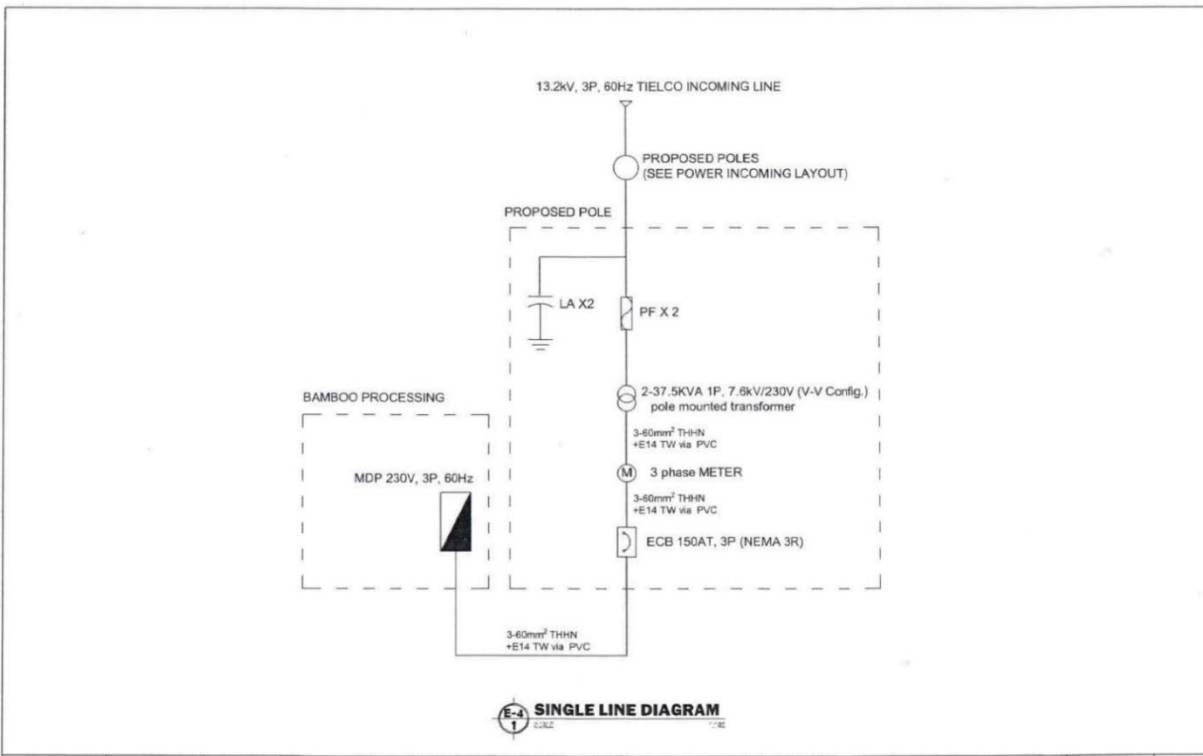 13.2kV, 3P, 60Hz TIELCO INCOMING LINE
PROPOSED POLES
(SEE POWER INCOMING LAYOUT)
PROPOSED POLE
LA X2
PF X 2
2-37.5KVA 1P, 7.6kV/230V (V-V Config.)
pole mounted transformer
BAMBOO PROCESSING
3-60mm² THHN
+E14 TW via PVC
MDP 230V, 3P, 60Hz
M
3 phase METER
3-60mm² THHN
+E14 TW via PVC
ECB 150AT, 3P (NEMA 3R)
3-60mm² THHN
+E14 TW via PVC
E-4
1
SINGLE LINE DIAGRAM